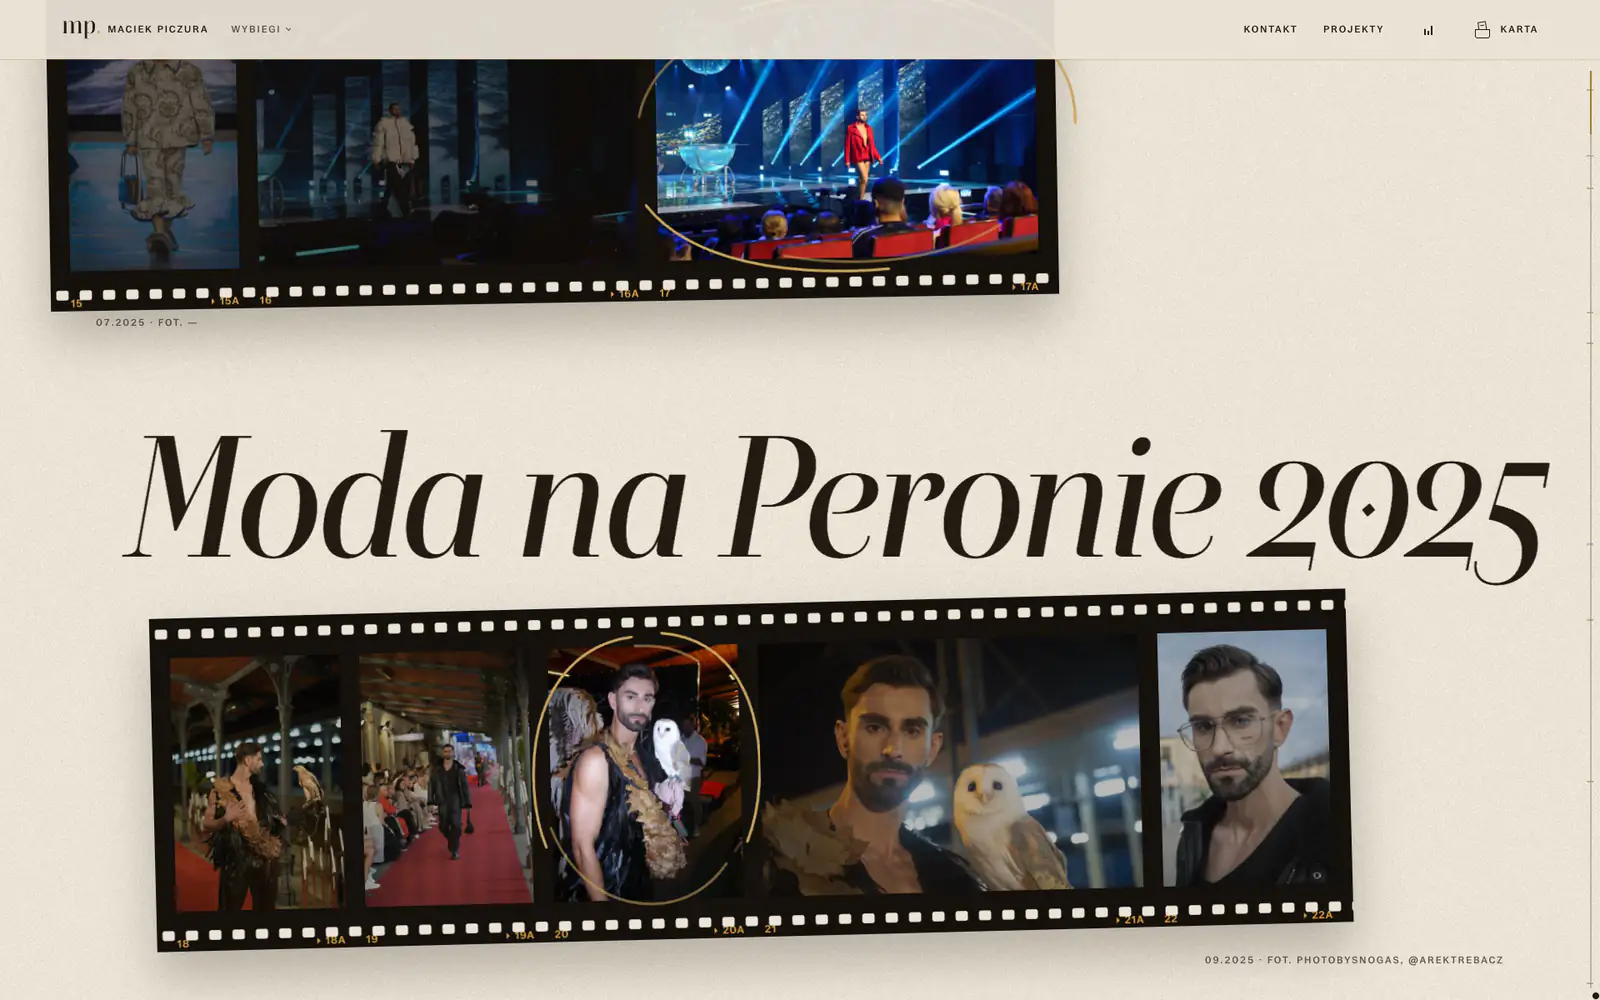 mp. MACIEK PICZURA WYBIEGI KONTAKT PROJEKTY KARTA
15 15A 16 16A 17 17A
07.2025 · FOT. —
Moda na Peronie 2025
18 18A 19 19A 20 20A 21 21A 22 22A
09.2025 · FOT. PHOTOBYSNOGAS, @AREKTREBACZ